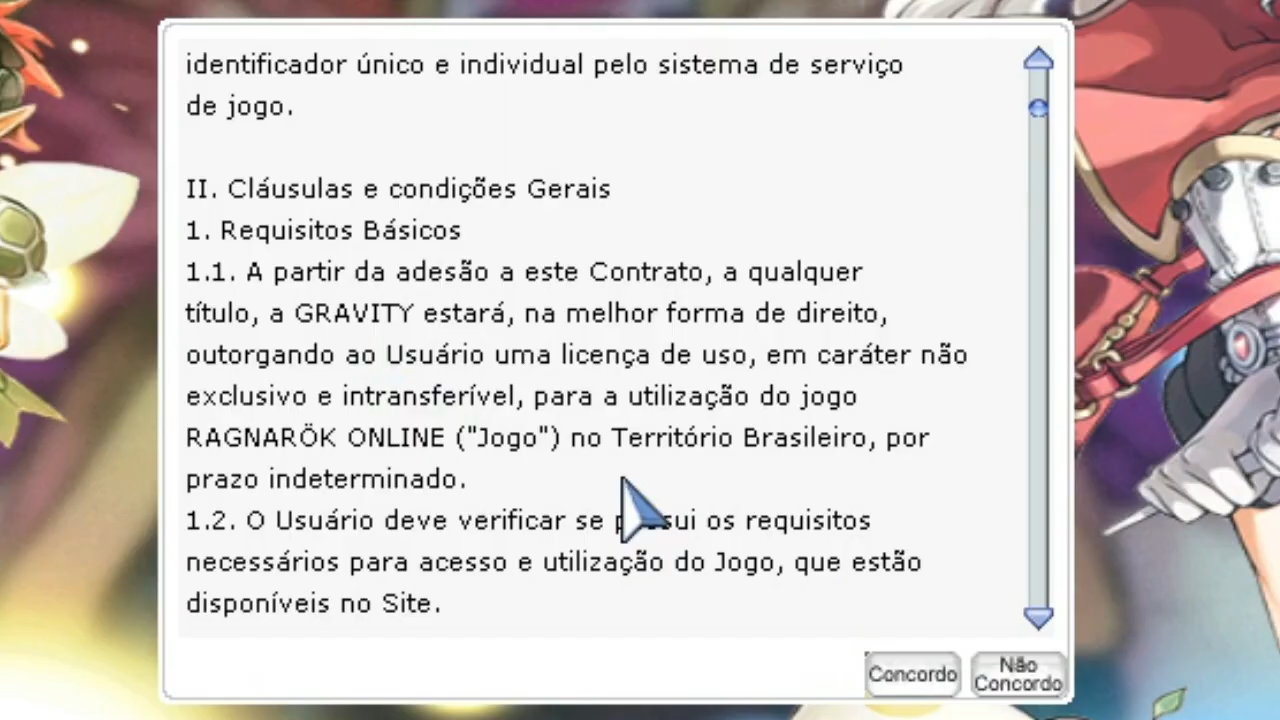 identificador único e individual pelo sistema de serviço
de jogo.
II. Cláusulas e condições Gerais
1. Requisitos Básicos
1.1. A partir da adesão a este Contrato, a qualquer
título, a GRAVITY estará, na melhor forma de direito,
outorgando ao Usuário uma licença de uso, em caráter não
exclusivo e intransferível, para a utilização do jogo
RAGNARÖK ONLINE ("Jogo") no Território Brasileiro, por
prazo indeterminado.
1.2. O Usuário deve verificar se possui os requisitos
necessários para acesso e utilização do Jogo, que estão
disponíveis no Site.
Concordo
Não
Concordo